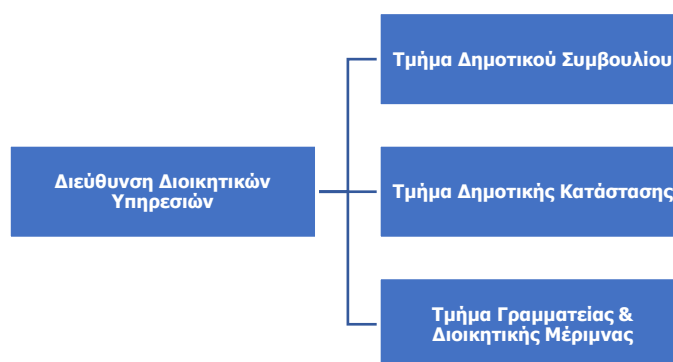 Τμήμα Δημοτικού Συμβουλίου
Διεύθυνση Διοικητικών
Υπηρεσιών
Τμήμα Δημοτικής Κατάστασης
Τμήμα Γραμματείας &
Διοικητικής Μέριμνας